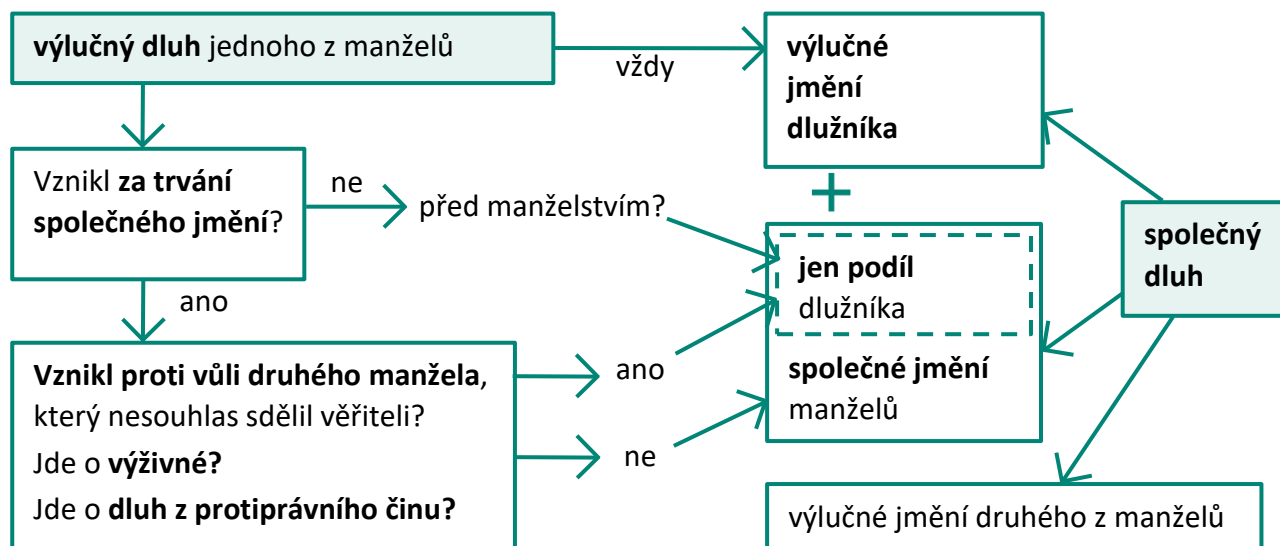 výlučný dluh jednoho z manželů
vždy
výlučné
jmění
dlužníka
Vznikl za trvání
společného jmění?
ne
před manželstvím?
+
jen podíl
dlužníka
společné jmění
manželů
společný
dluh
ano
Vznikl proti vůli druhého manžela,
který nesouhlas sdělil věřiteli?
Jde o výživné?
Jde o dluh z protiprávního činu?
ano
ne
výlučné jmění druhého z manželů